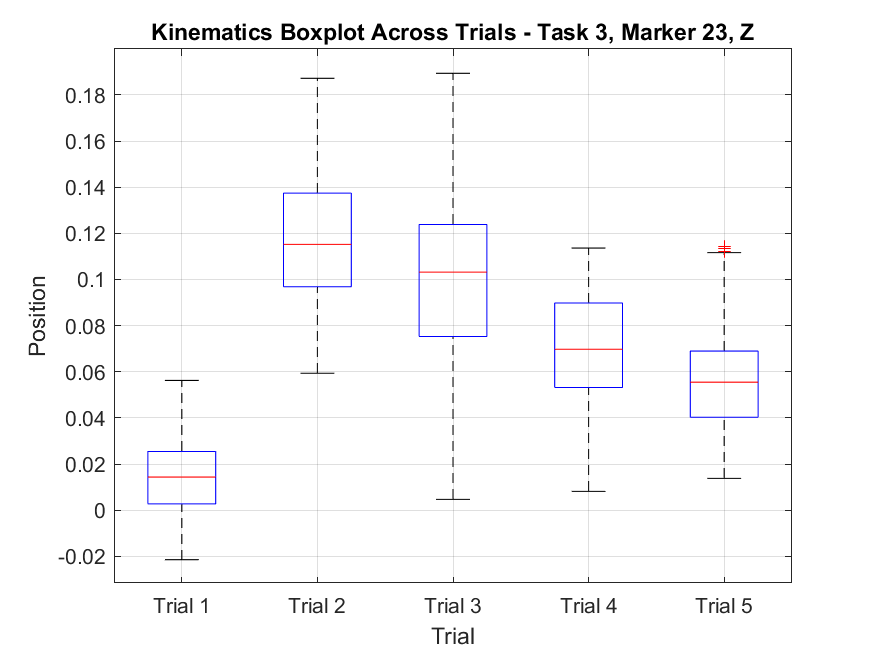 Kinematics Boxplot Across Trials - Task 3, Marker 23, Z
0.18
0.16
0.14
0.12
0.1
0.08
0.06
0.04
0.02
0
-0.02
Position
Trial 1 Trial 2 Trial 3 Trial 4 Trial 5
Trial